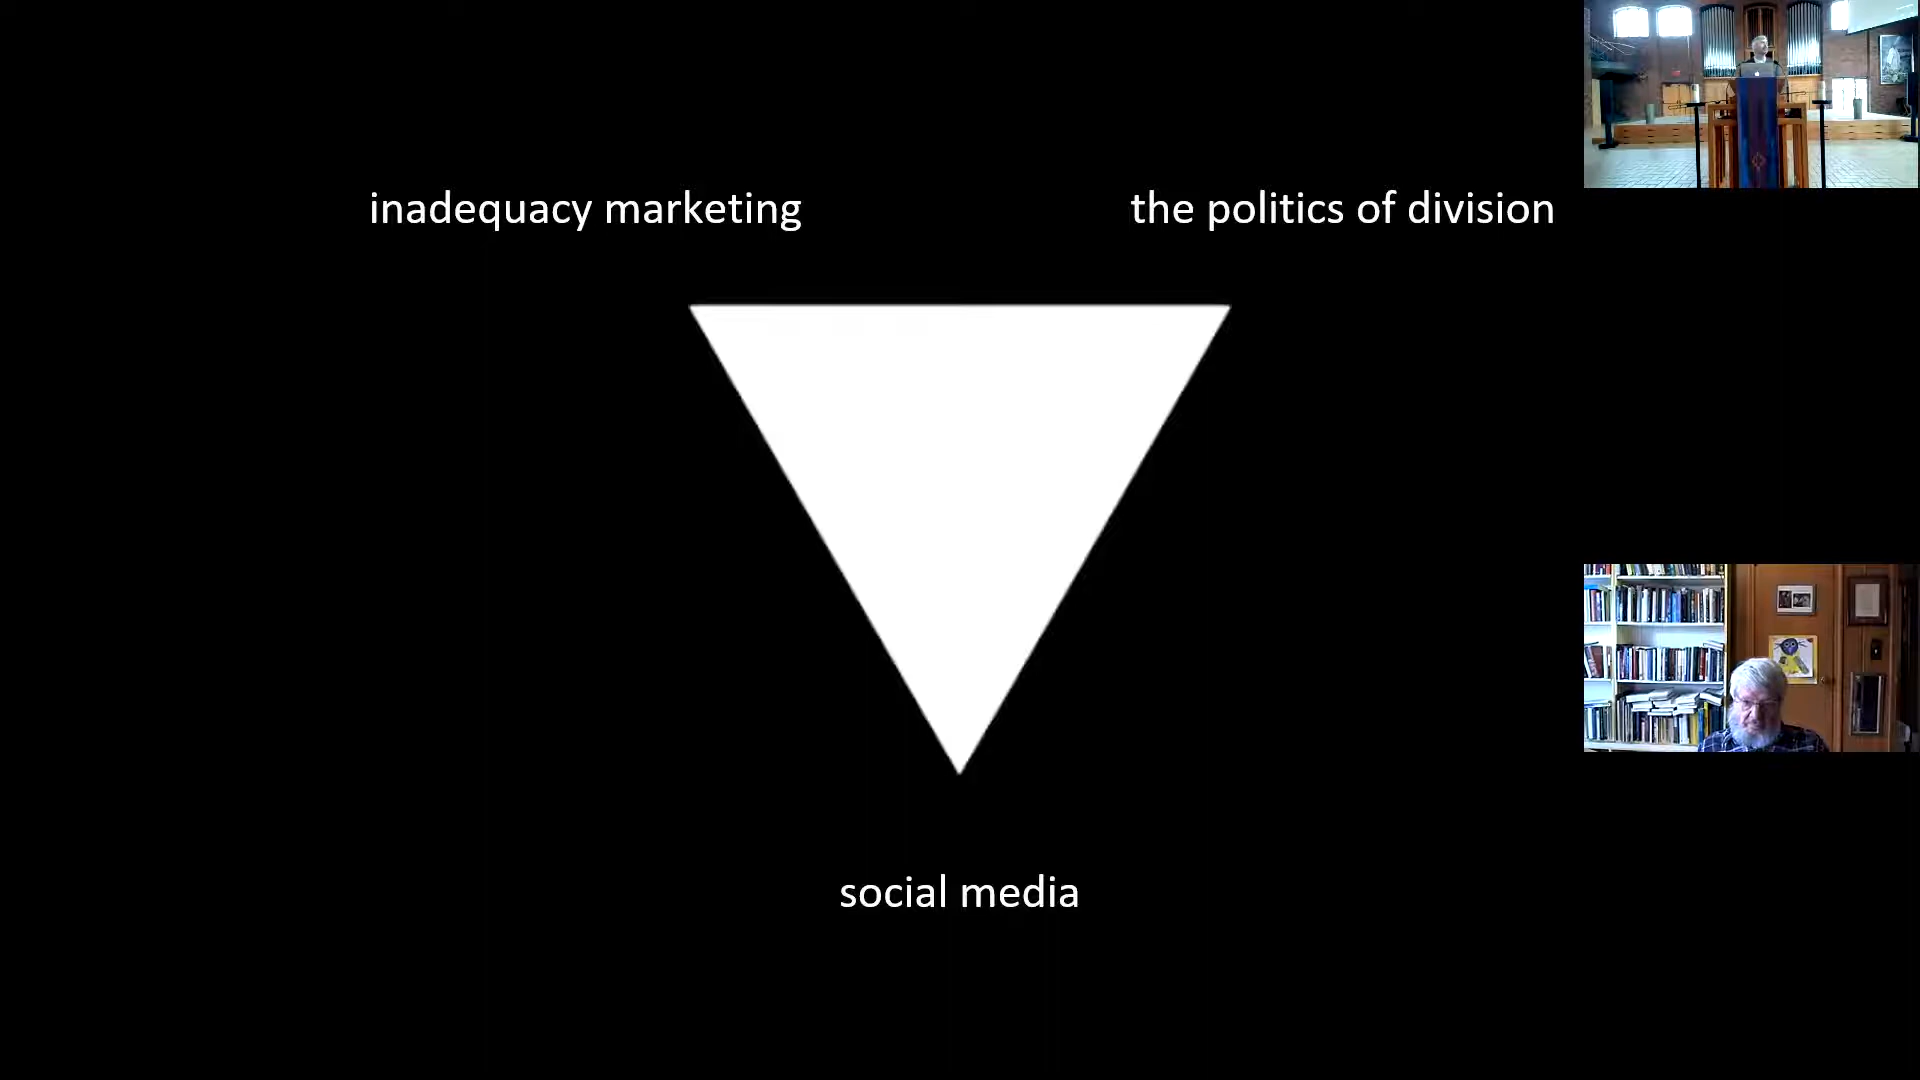 inadequacy marketing
the politics of division
social media